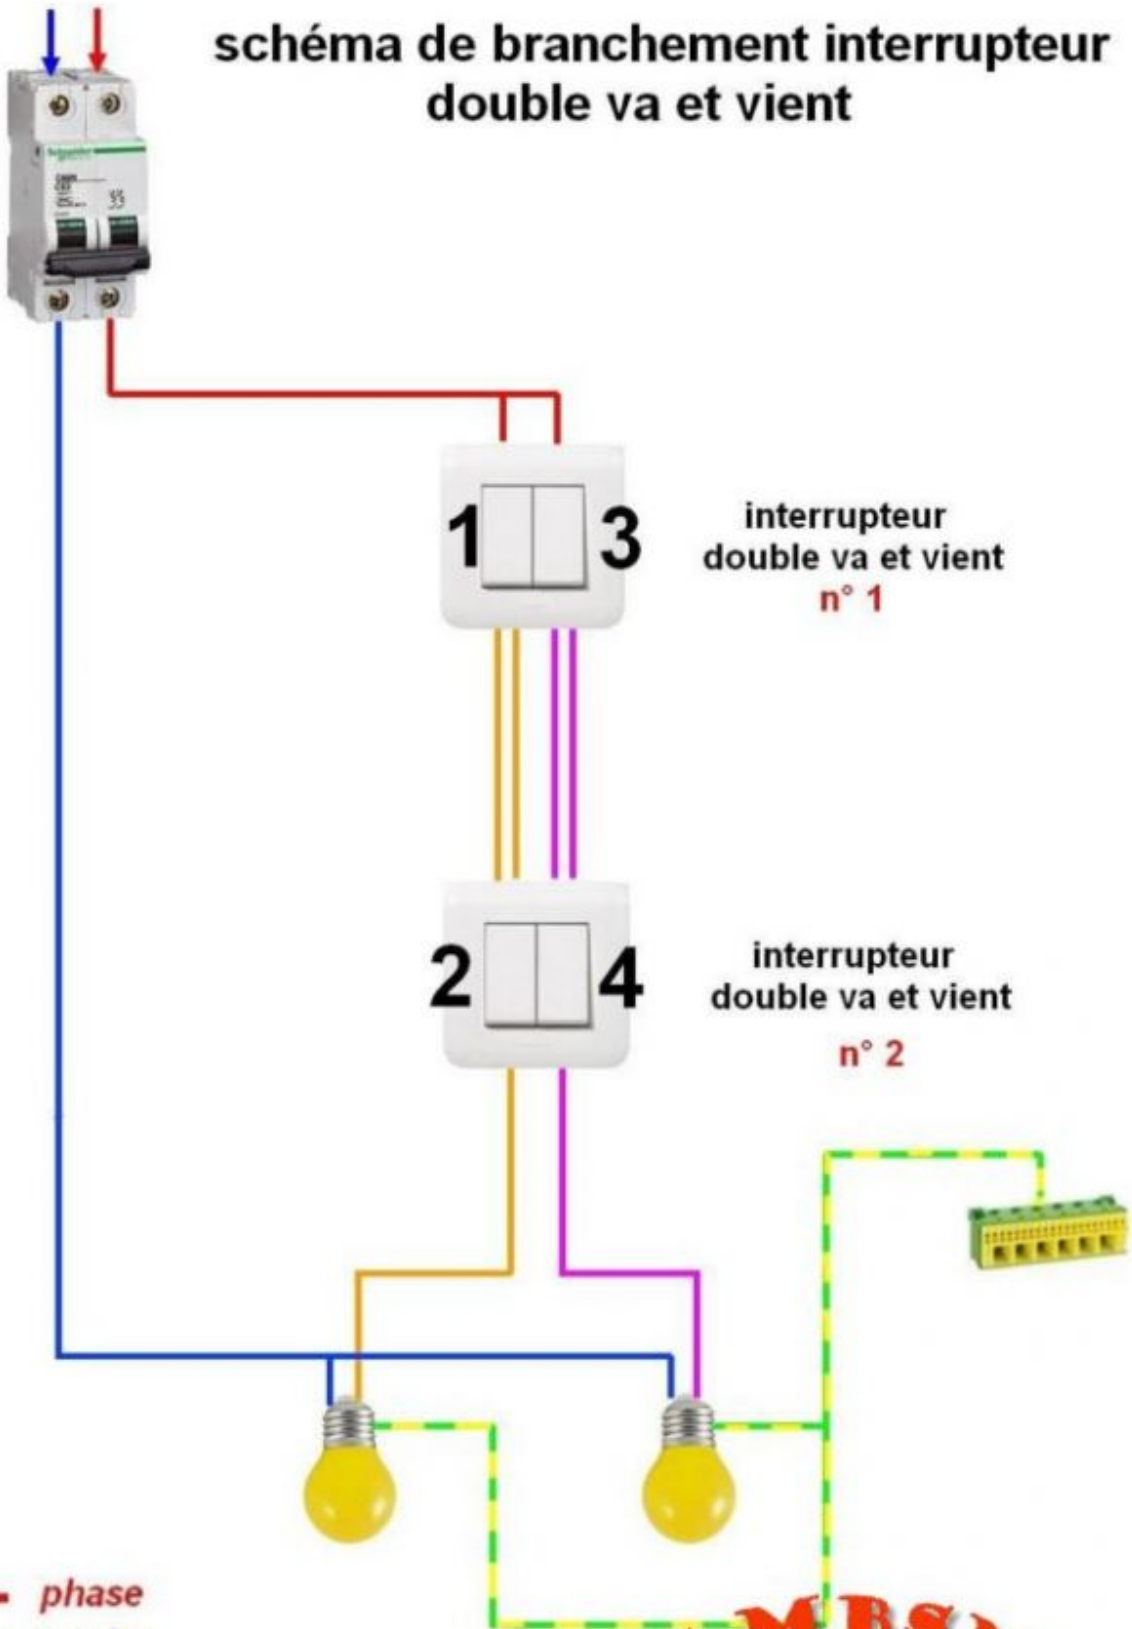 schéma de branchement interrupteur
double va et vient
Schneider
1
3
interrupteur
double va et vient
n° 1
2
4
interrupteur
double va et vient
n° 2
phase